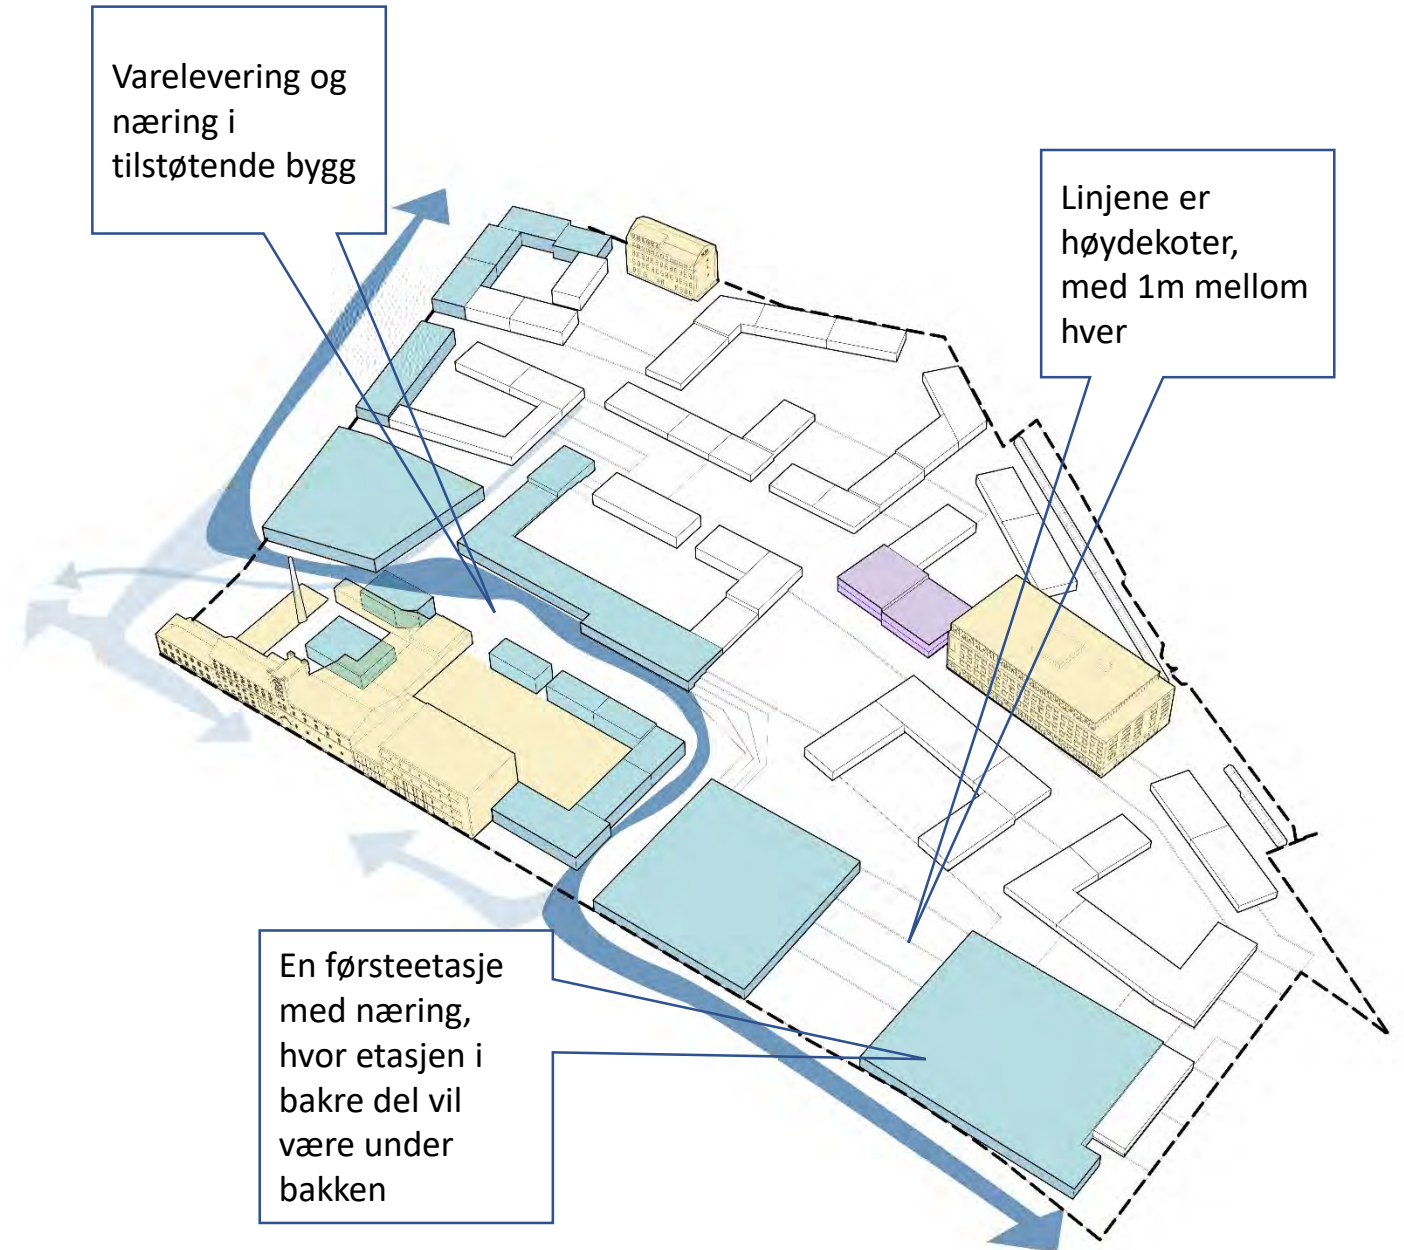 Varelevering og
næring i
tilstøtende bygg
Linjene er
høydekoter,
med 1m mellom
hver
En førsteetasje
med næring,
hvor etasjen i
bakre del vil
være under
bakken